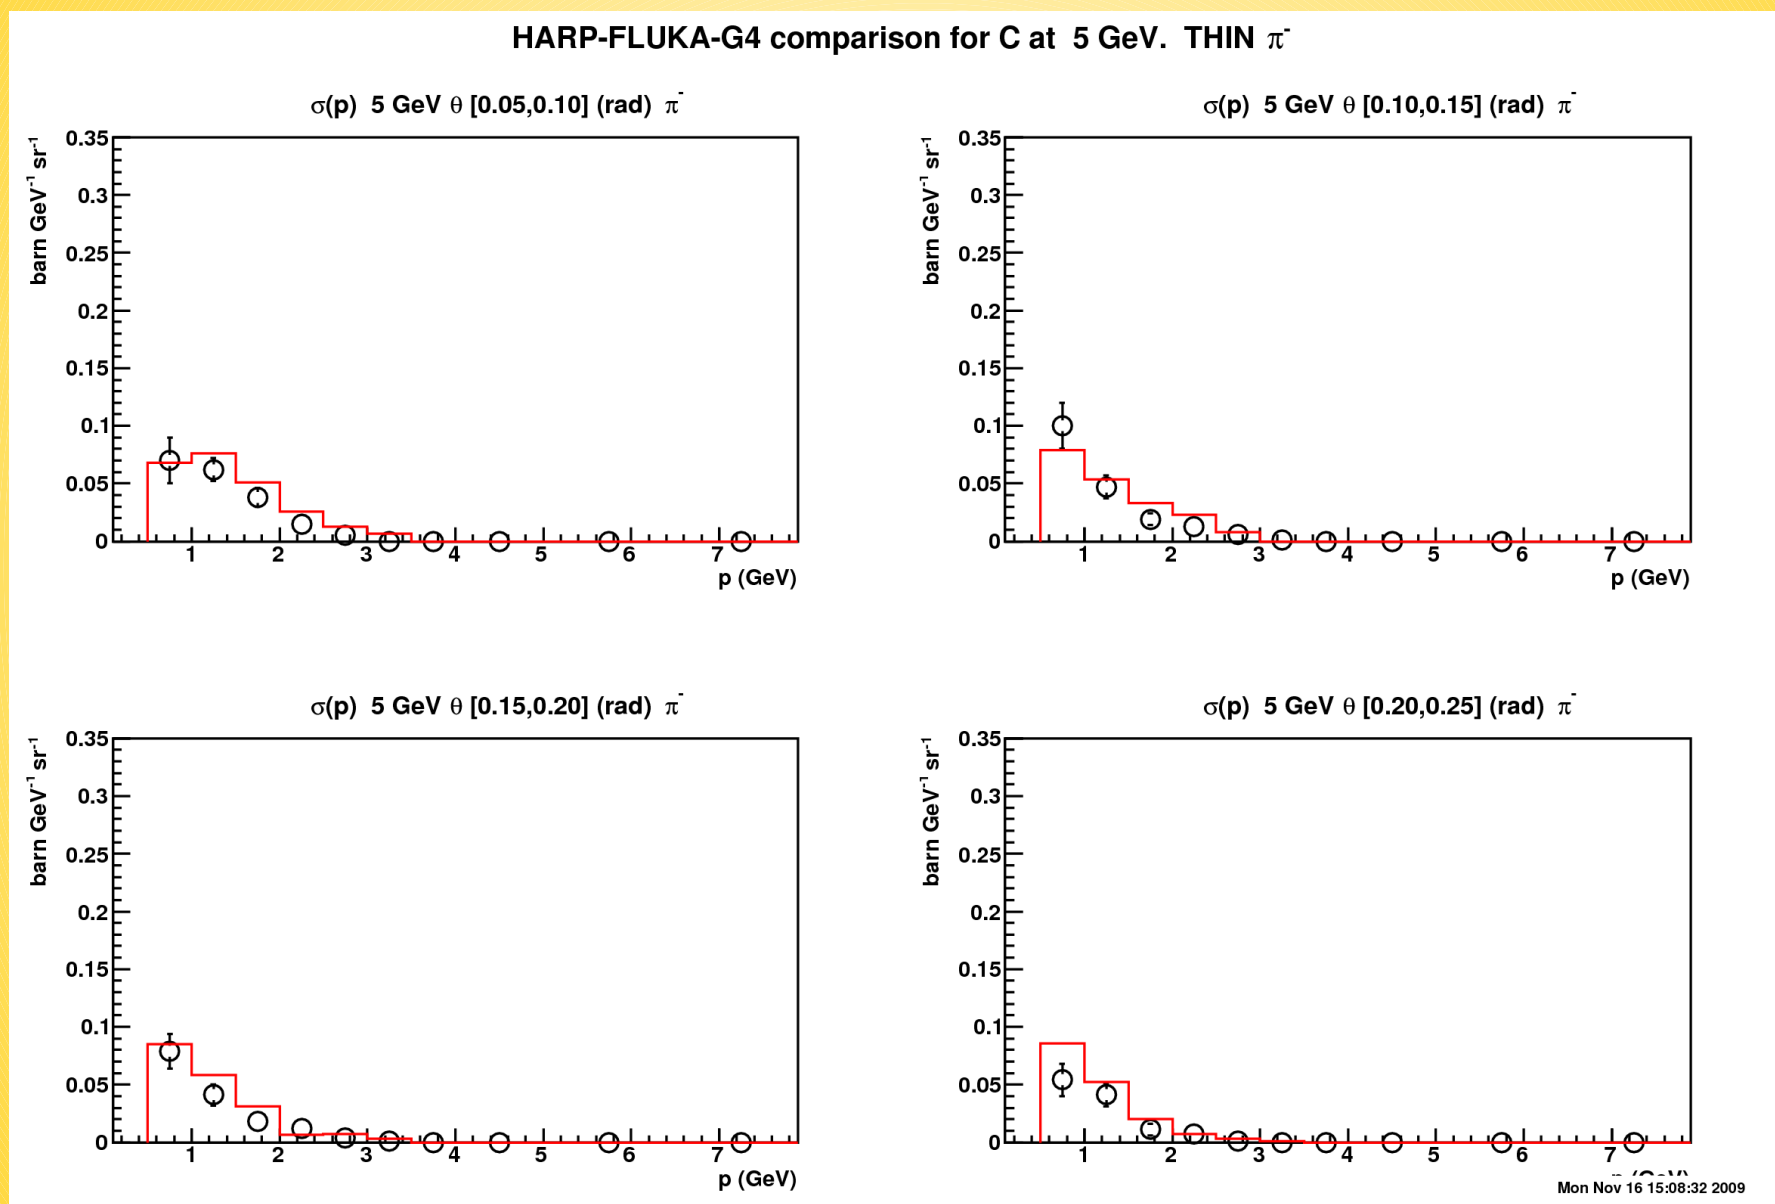 HARP-FLUKA-G4 comparison for C at 5 GeV. THIN π⁻
σ(p) 5 GeV θ [0.05,0.10] (rad) π⁻
barn GeV⁻¹ sr⁻¹
0.35
0.3
0.25
0.2
0.15
0.1
0.05
0
1 2 3 4 5 6 7
p (GeV)
σ(p) 5 GeV θ [0.10,0.15] (rad) π⁻
barn GeV⁻¹ sr⁻¹
0.35
0.3
0.25
0.2
0.15
0.1
0.05
0
1 2 3 4 5 6 7
p (GeV)
σ(p) 5 GeV θ [0.15,0.20] (rad) π⁻
barn GeV⁻¹ sr⁻¹
0.35
0.3
0.25
0.2
0.15
0.1
0.05
0
1 2 3 4 5 6 7
p (GeV)
σ(p) 5 GeV θ [0.20,0.25] (rad) π⁻
barn GeV⁻¹ sr⁻¹
0.35
0.3
0.25
0.2
0.15
0.1
0.05
0
1 2 3 4 5 6 7
Mon Nov 16 15:08:32 2009